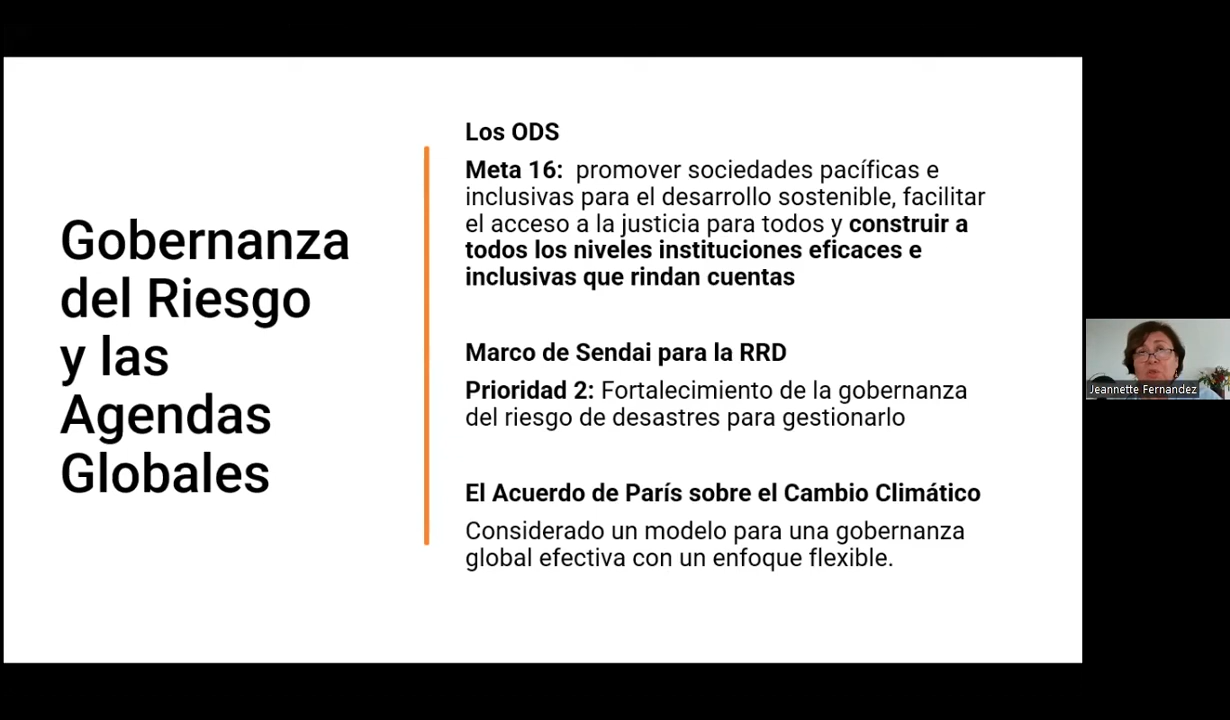 Gobernanza
del Riesgo
y las
Agendas
Globales
Los ODS
Meta 16: promover sociedades pacíficas e
inclusivas para el desarrollo sostenible, facilitar
el acceso a la justicia para todos y construir a
todos los niveles instituciones eficaces e
inclusivas que rindan cuentas
Marco de Sendai para la RRD
Prioridad 2: Fortalecimiento de la gobernanza
del riesgo de desastres para gestionarlo
El Acuerdo de París sobre el Cambio Climático
Considerado un modelo para una gobernanza
global efectiva con un enfoque flexible.
Jeannette Fernandez